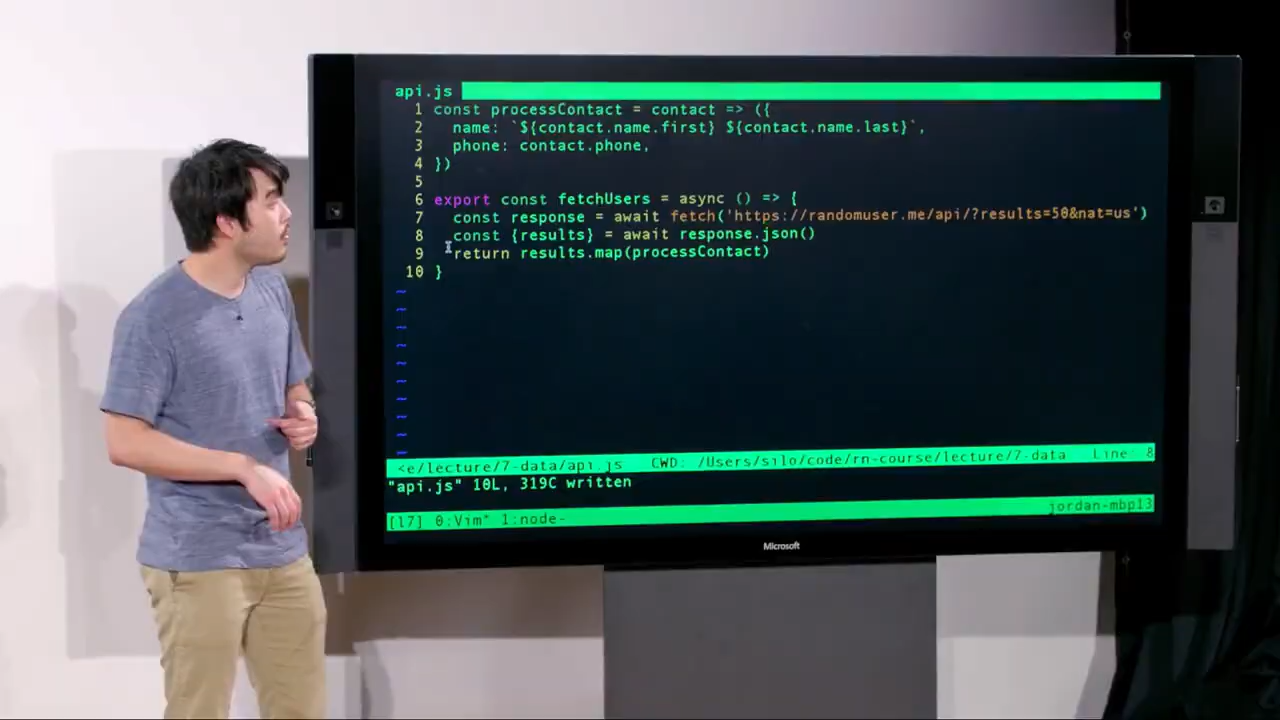 api.js
1 const processContact = contact => ({
2 name: `${contact.name.first} ${contact.name.last}`,
3 phone: contact.phone,
4 })
5
6 export const fetchUsers = async () => {
7 const response = await fetch('https://randomuser.me/api/?results=50&nat=us')
8 const {results} = await response.json()
9 return results.map(processContact)
10 }
~
~
~
~
~
~
~
~
~
<e/lecture/7-data/api.js CWD: /Users/silo/code/rn-course/lecture/7-data Line: 8
"api.js" 10L, 319C written
[l7] 0:Vim* 1:node- jordan-mbp13
Microsoft